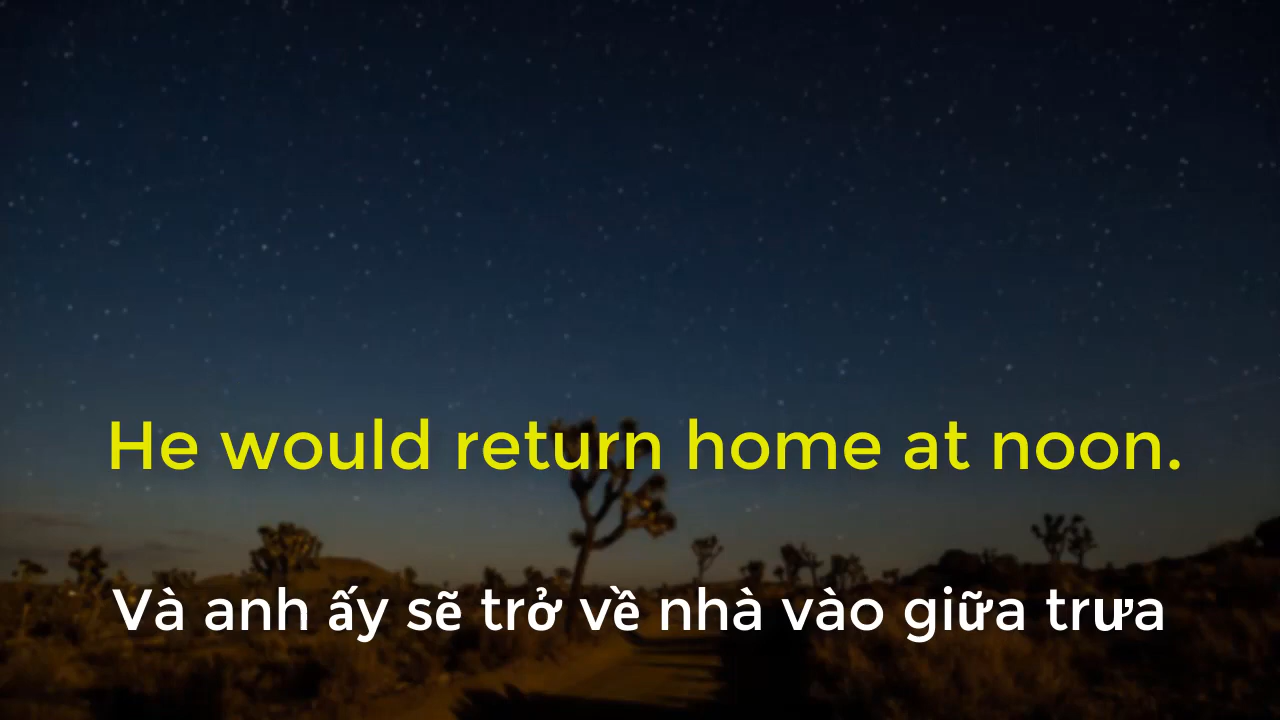 He would return home at noon.
Và anh ấy sẽ trở về nhà vào giữa trưa